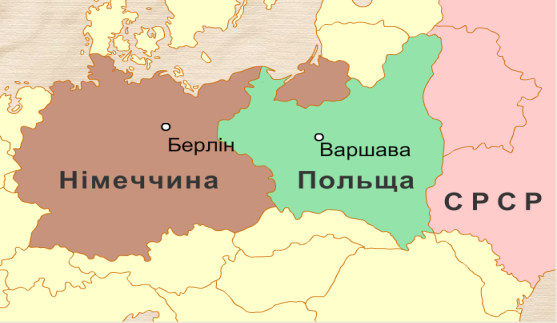 Берлін
Варшава
Німеччина
Польща
СРСР